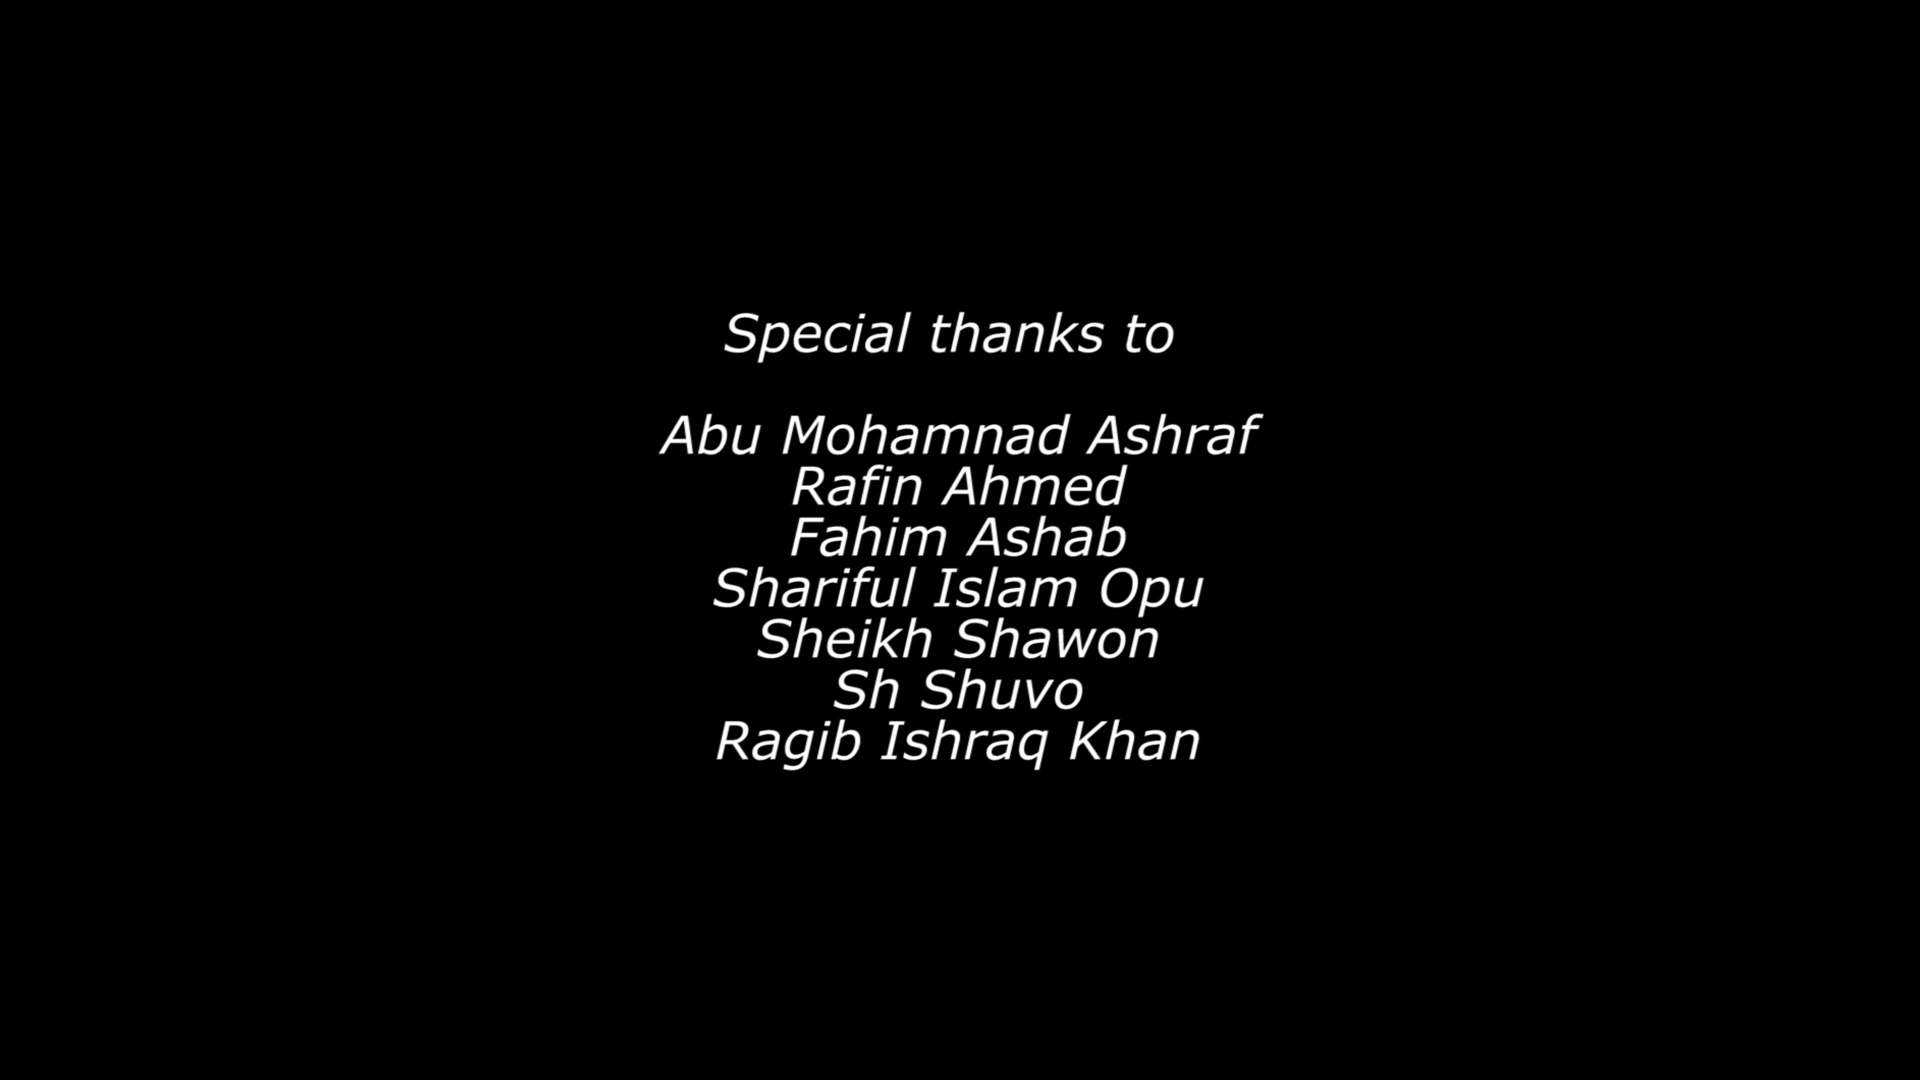 Special thanks to
Abu Mohamnad Ashraf
Rafin Ahmed
Fahim Ashab
Shariful Islam Opu
Sheikh Shawon
Sh Shuvo
Ragib Ishraq Khan